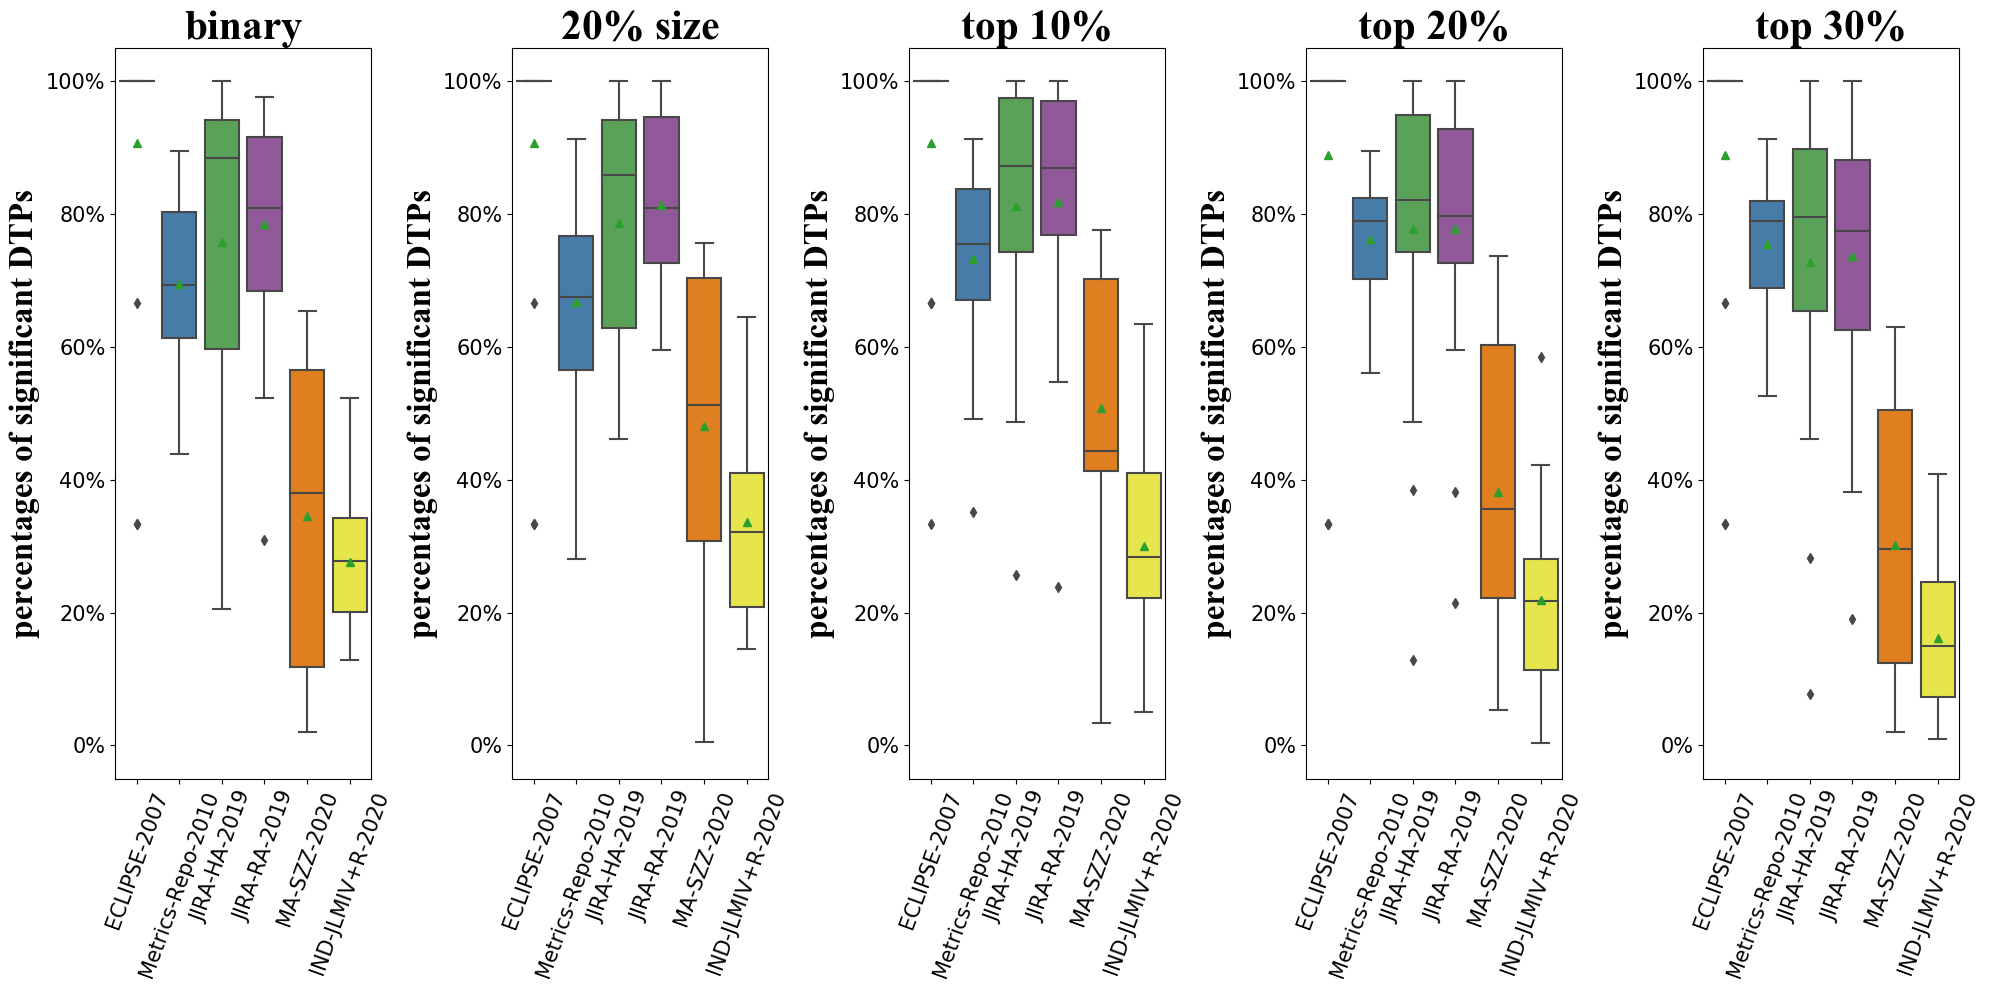 binary
percentages of significant DTPs
100%
80%
60%
40%
20%
0%
ECLIPSE-2007
Metrics-Repo-2010
JIRA-HA-2019
JIRA-RA-2019
MA-SZZ-2020
IND-JLMIV+R-2020
20% size
percentages of significant DTPs
100%
80%
60%
40%
20%
0%
ECLIPSE-2007
Metrics-Repo-2010
JIRA-HA-2019
JIRA-RA-2019
MA-SZZ-2020
IND-JLMIV+R-2020
top 10%
percentages of significant DTPs
100%
80%
60%
40%
20%
0%
ECLIPSE-2007
Metrics-Repo-2010
JIRA-HA-2019
JIRA-RA-2019
MA-SZZ-2020
IND-JLMIV+R-2020
top 20%
percentages of significant DTPs
100%
80%
60%
40%
20%
0%
ECLIPSE-2007
Metrics-Repo-2010
JIRA-HA-2019
JIRA-RA-2019
MA-SZZ-2020
IND-JLMIV+R-2020
top 30%
percentages of significant DTPs
100%
80%
60%
40%
20%
0%
ECLIPSE-2007
Metrics-Repo-2010
JIRA-HA-2019
JIRA-RA-2019
MA-SZZ-2020
IND-JLMIV+R-2020